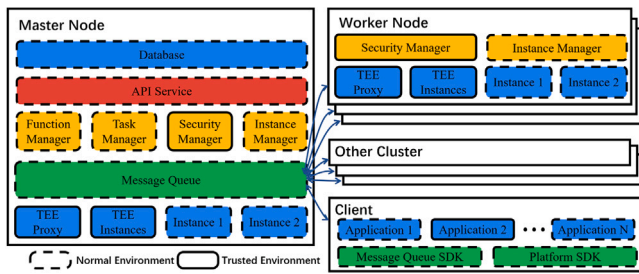 Master Node
Database
API Service
Function Manager
Task Manager
Security Manager
Instance Manager
Message Queue
TEE Proxy
TEE Instances
Instance 1
Instance 2
Normal Environment
Trusted Environment
Worker Node
Security Manager
Instance Manager
TEE Proxy
TEE Instances
Instance 1
Instance 2
Other Cluster
Client
Application 1
Application 2
Application N
Message Queue SDK
Platform SDK